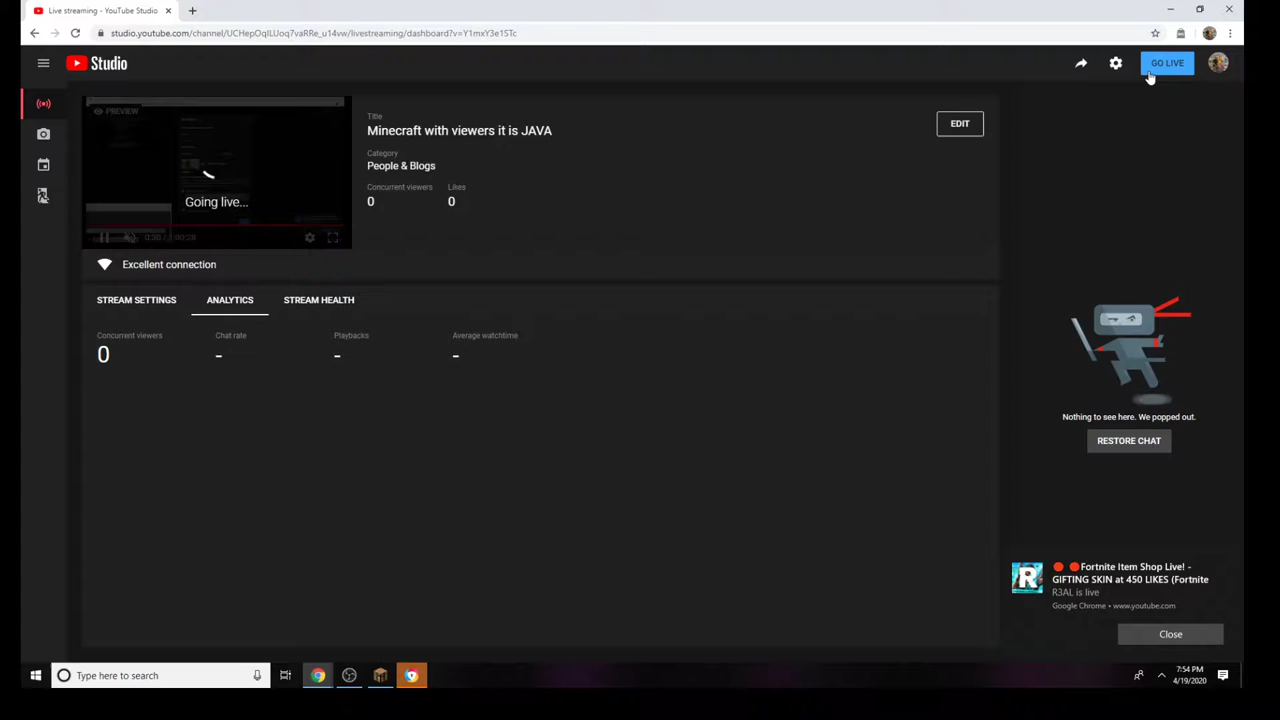 Live streaming - YouTube Studio
studio.youtube.com/channel/UCHepOqILUoq7vaRRe_u14vw/livestreaming/dashboard?v=Y1mxY3e1STc
Studio
GO LIVE
PREVIEW
Going live...
Title
Minecraft with viewers it is JAVA
EDIT
Category
People & Blogs
Concurrent viewers Likes
0 0
Excellent connection
STREAM SETTINGS ANALYTICS STREAM HEALTH
Concurrent viewers Chat rate Playbacks Average watchtime
0 - - -
Nothing to see here. We popped out.
RESTORE CHAT
R
Fortnite Item Shop Live! -
GIFTING SKIN at 450 LIKES (Fortnite
R3AL is live
Google Chrome • www.youtube.com
Close
Type here to search
7:54 PM
4/19/2020